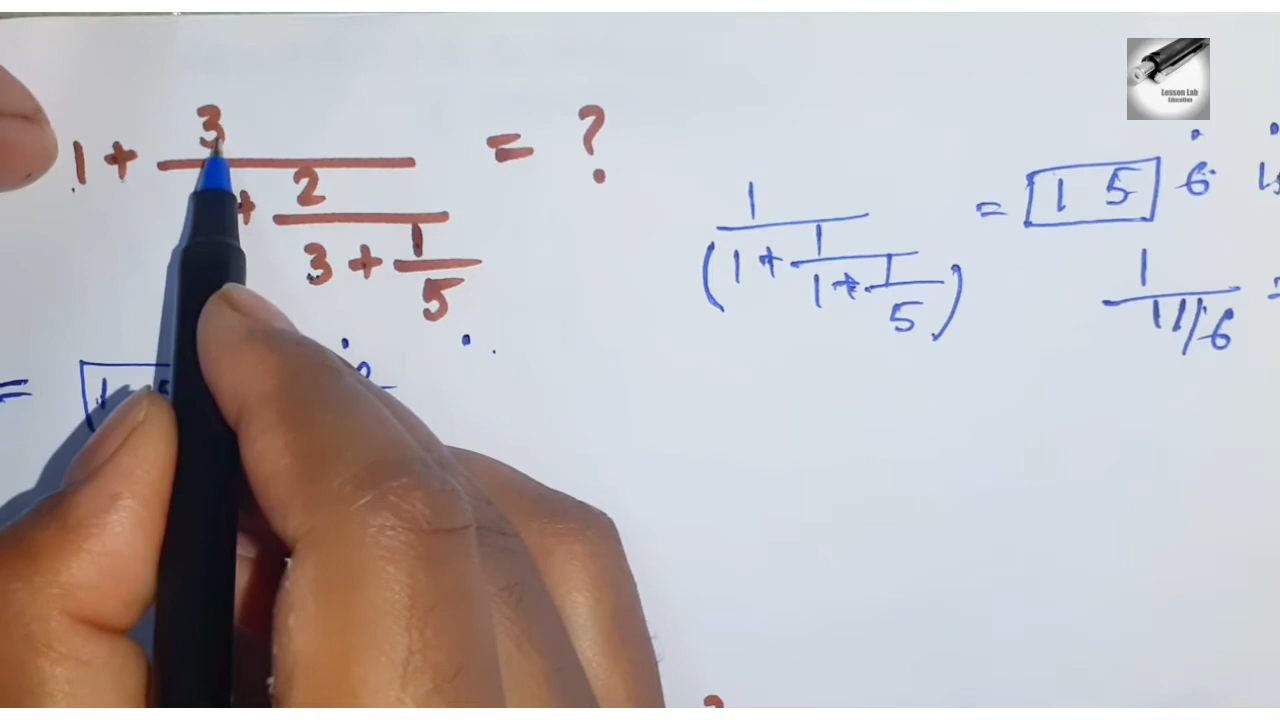 1 + 3 = ?
+ 2
3 + 1
5
= 1
1
(1 + 1
1 + 1
5 )
= 1 5 6
1
11/6
Lesson Lab
Education